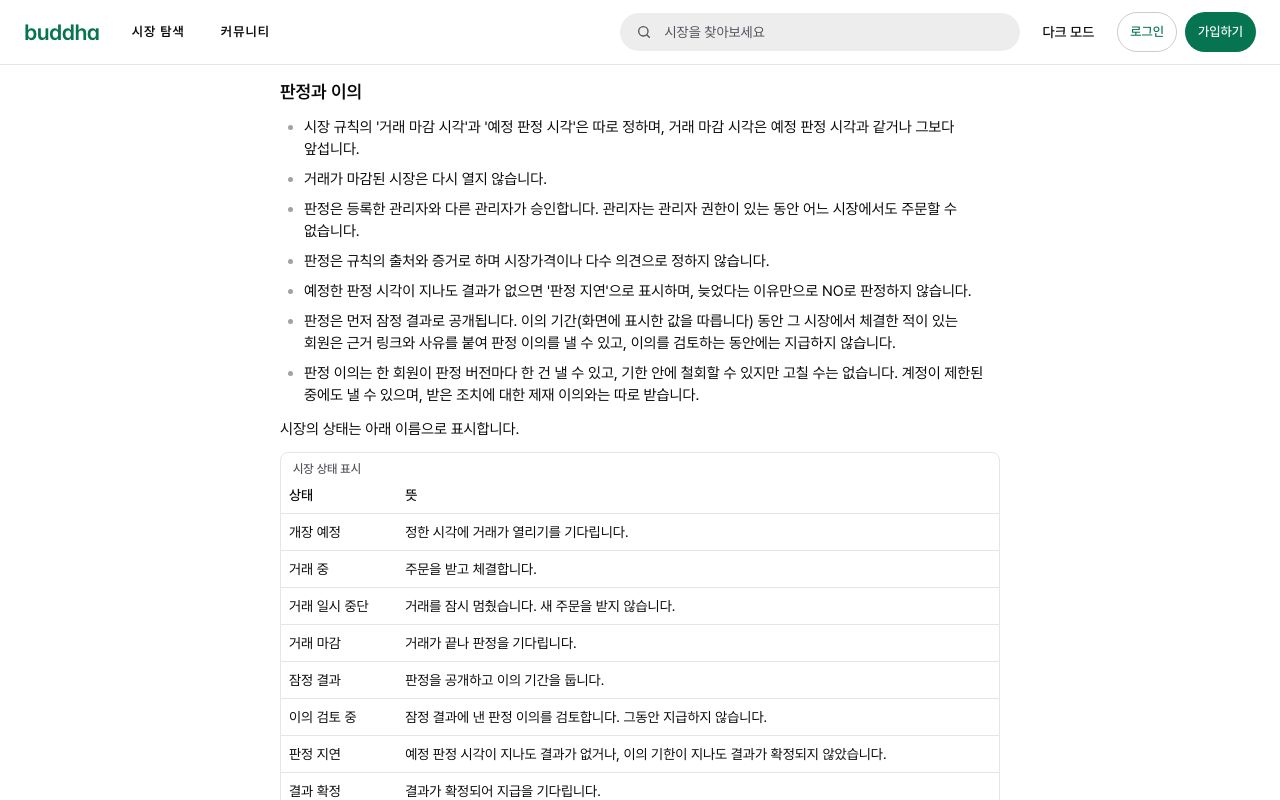 buddha
시장 탐색
커뮤니티
시장을 찾아보세요
다크 모드
로그인
가입하기
판정과 이의
시장 규칙의 '거래 마감 시각'과 '예정 판정 시각'은 따로 정하며, 거래 마감 시각은 예정 판정 시각과 같거나 그보다
앞섭니다.
거래가 마감된 시장은 다시 열지 않습니다.
판정은 등록한 관리자와 다른 관리자가 승인합니다. 관리자는 관리자 권한이 있는 동안 어느 시장에서도 주문할 수
없습니다.
판정은 규칙의 출처와 증거로 하며 시장가격이나 다수 의견으로 정하지 않습니다.
예정한 판정 시각이 지나도 결과가 없으면 '판정 지연'으로 표시하며, 늦었다는 이유만으로 NO로 판정하지 않습니다.
판정은 먼저 잠정 결과로 공개됩니다. 이의 기간(화면에 표시한 값을 따릅니다) 동안 그 시장에서 체결한 적이 있는
회원은 근거 링크와 사유를 붙여 판정 이의를 낼 수 있고, 이의를 검토하는 동안에는 지급하지 않습니다.
판정 이의는 한 회원이 판정 버전마다 한 건 낼 수 있고, 기한 안에 철회할 수 있지만 고칠 수는 없습니다. 계정이 제한된
중에도 낼 수 있으며, 받은 조치에 대한 제재 이의와는 따로 받습니다.
시장의 상태는 아래 이름으로 표시합니다.
시장 상태 표시
상태 뜻
개장 예정 정한 시각에 거래가 열리기를 기다립니다.
거래 중 주문을 받고 체결합니다.
거래 일시 중단 거래를 잠시 멈췄습니다. 새 주문을 받지 않습니다.
거래 마감 거래가 끝나 판정을 기다립니다.
잠정 결과 판정을 공개하고 이의 기간을 둡니다.
이의 검토 중 잠정 결과에 낸 판정 이의를 검토합니다. 그동안 지급하지 않습니다.
판정 지연 예정 판정 시각이 지나도 결과가 없거나, 이의 기한이 지나도 결과가 확정되지 않았습니다.
결과 확정 결과가 확정되어 지급을 기다립니다.